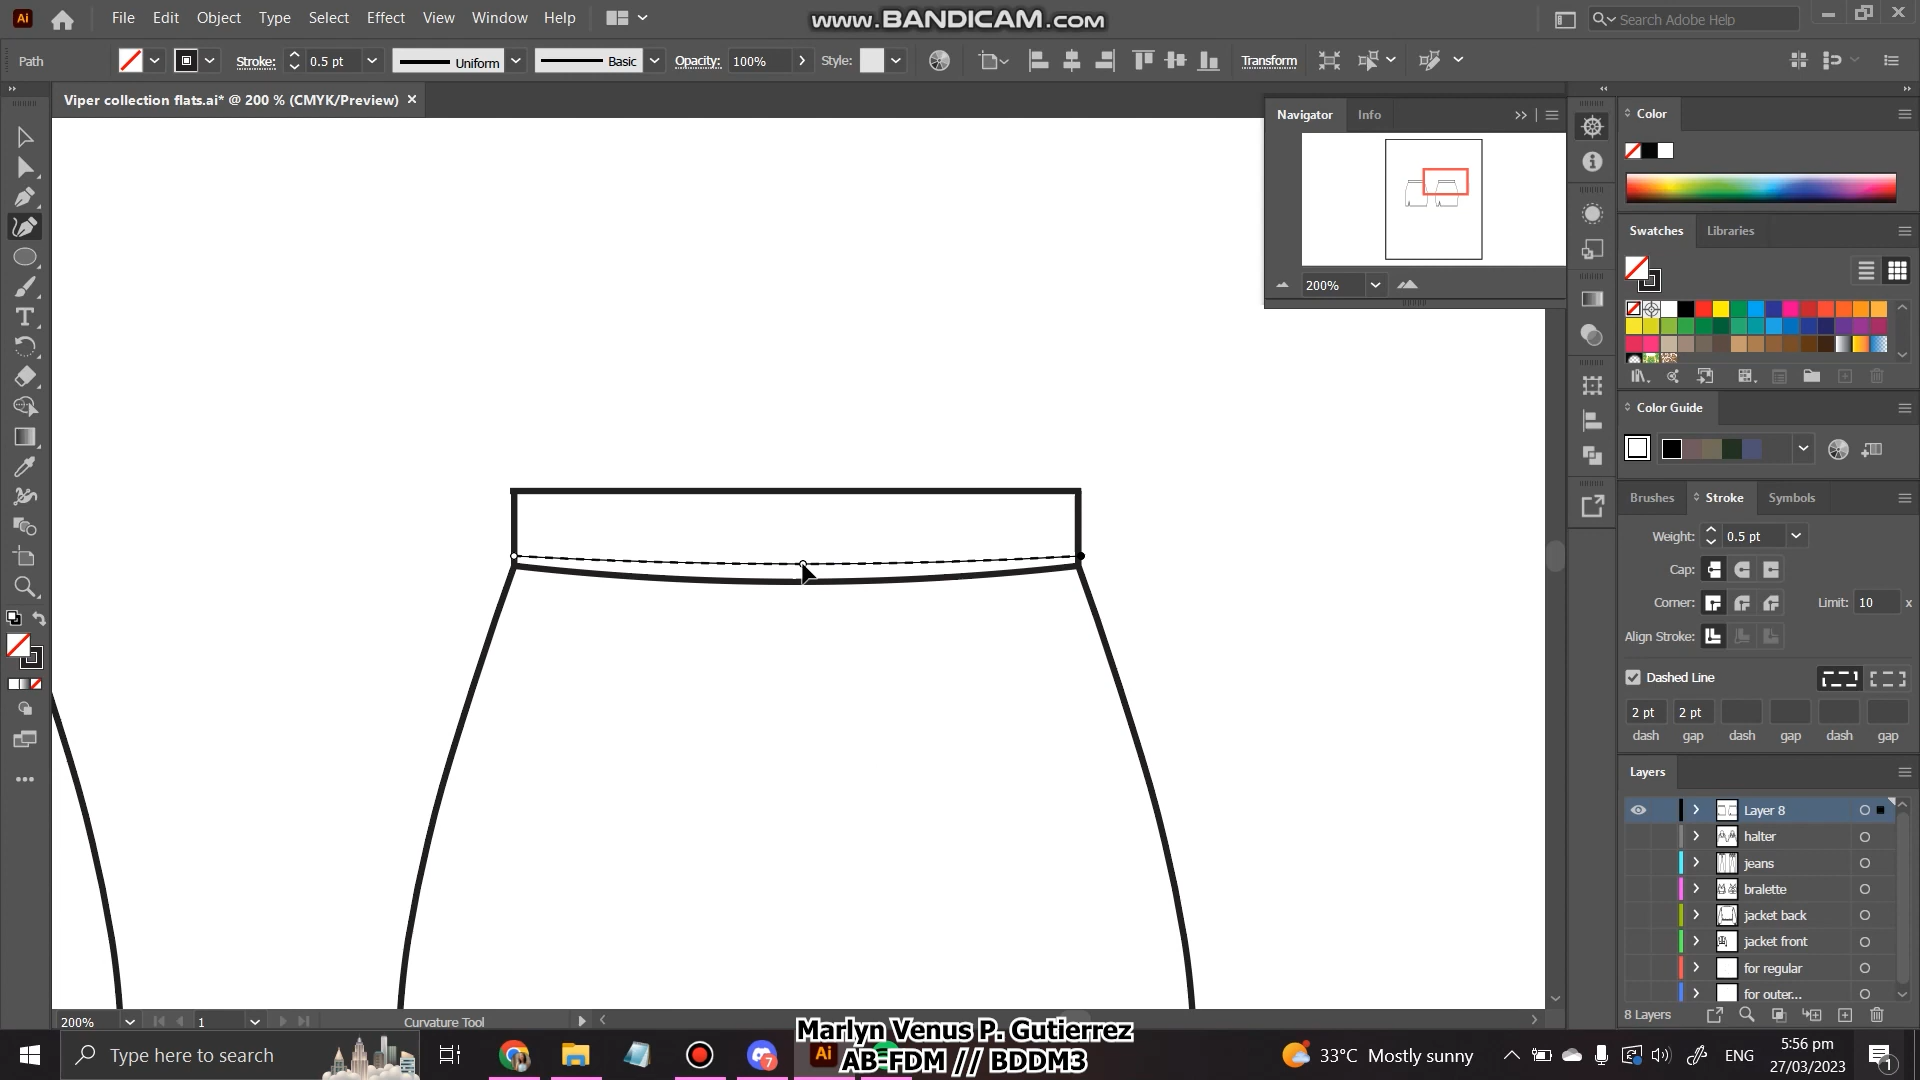 Ai File Edit Object Type Select Effect View Window Help
www.BANDICAM.com
Search Adobe Help
Path Stroke: 0.5 pt Uniform Basic Opacity: 100% Style: Transform
Viper collection flats.ai* @ 200 % (CMYK/Preview)
Navigator Info
200%
Color
Swatches Libraries
Color Guide
Brushes Stroke Symbols
Weight: 0.5 pt
Cap:
Corner: Limit: 10 x
Align Stroke:
Dashed Line
2 pt 2 pt
dash gap dash gap dash gap
Layers
Layer 8
halter
jeans
bralette
jacket back
jacket front
for regular
for outer...
8 Layers
200% 1 Curvature Tool
Marlyn Venus P. Gutierrez
AB FDM // BDDM3
Type here to search
7
Ai
33°C Mostly sunny
ENG
5:56 pm
27/03/2023
1